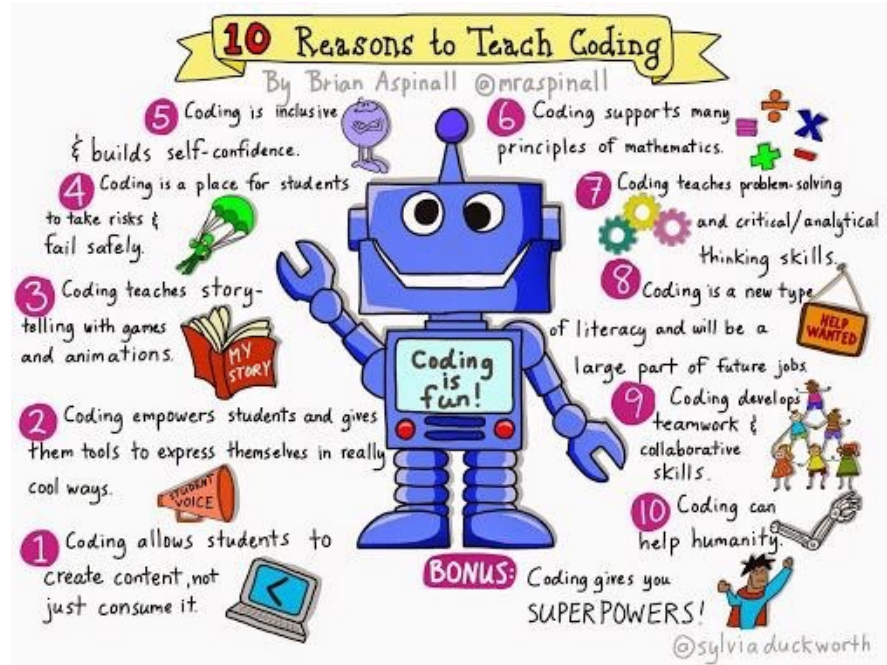 10 Reasons to Teach Coding
By Brian Aspinall @mraspinall
5 Coding is inclusive
& builds self-confidence.
4 Coding is a place for students
to take risks &
fail safely.
3 Coding teaches story-
telling with games
and animations.
MY
STORY
2 Coding empowers students and gives
them tools to express themselves in really
cool ways.
STUDENT
VOICE
1 Coding allows students to
create content, not
just consume it.
<
Coding
is
fun!
6 Coding supports many
principles of mathematics.
7 Coding teaches problem-solving
and critical/analytical
thinking skills.
8 Coding is a new type
of literacy and will be a
large part of future jobs
HELP
WANTED
9 Coding develops
teamwork &
collaborative
skills.
10 Coding can
help humanity.
BONUS: Coding gives you
SUPERPOWERS!
@sylviaduckworth